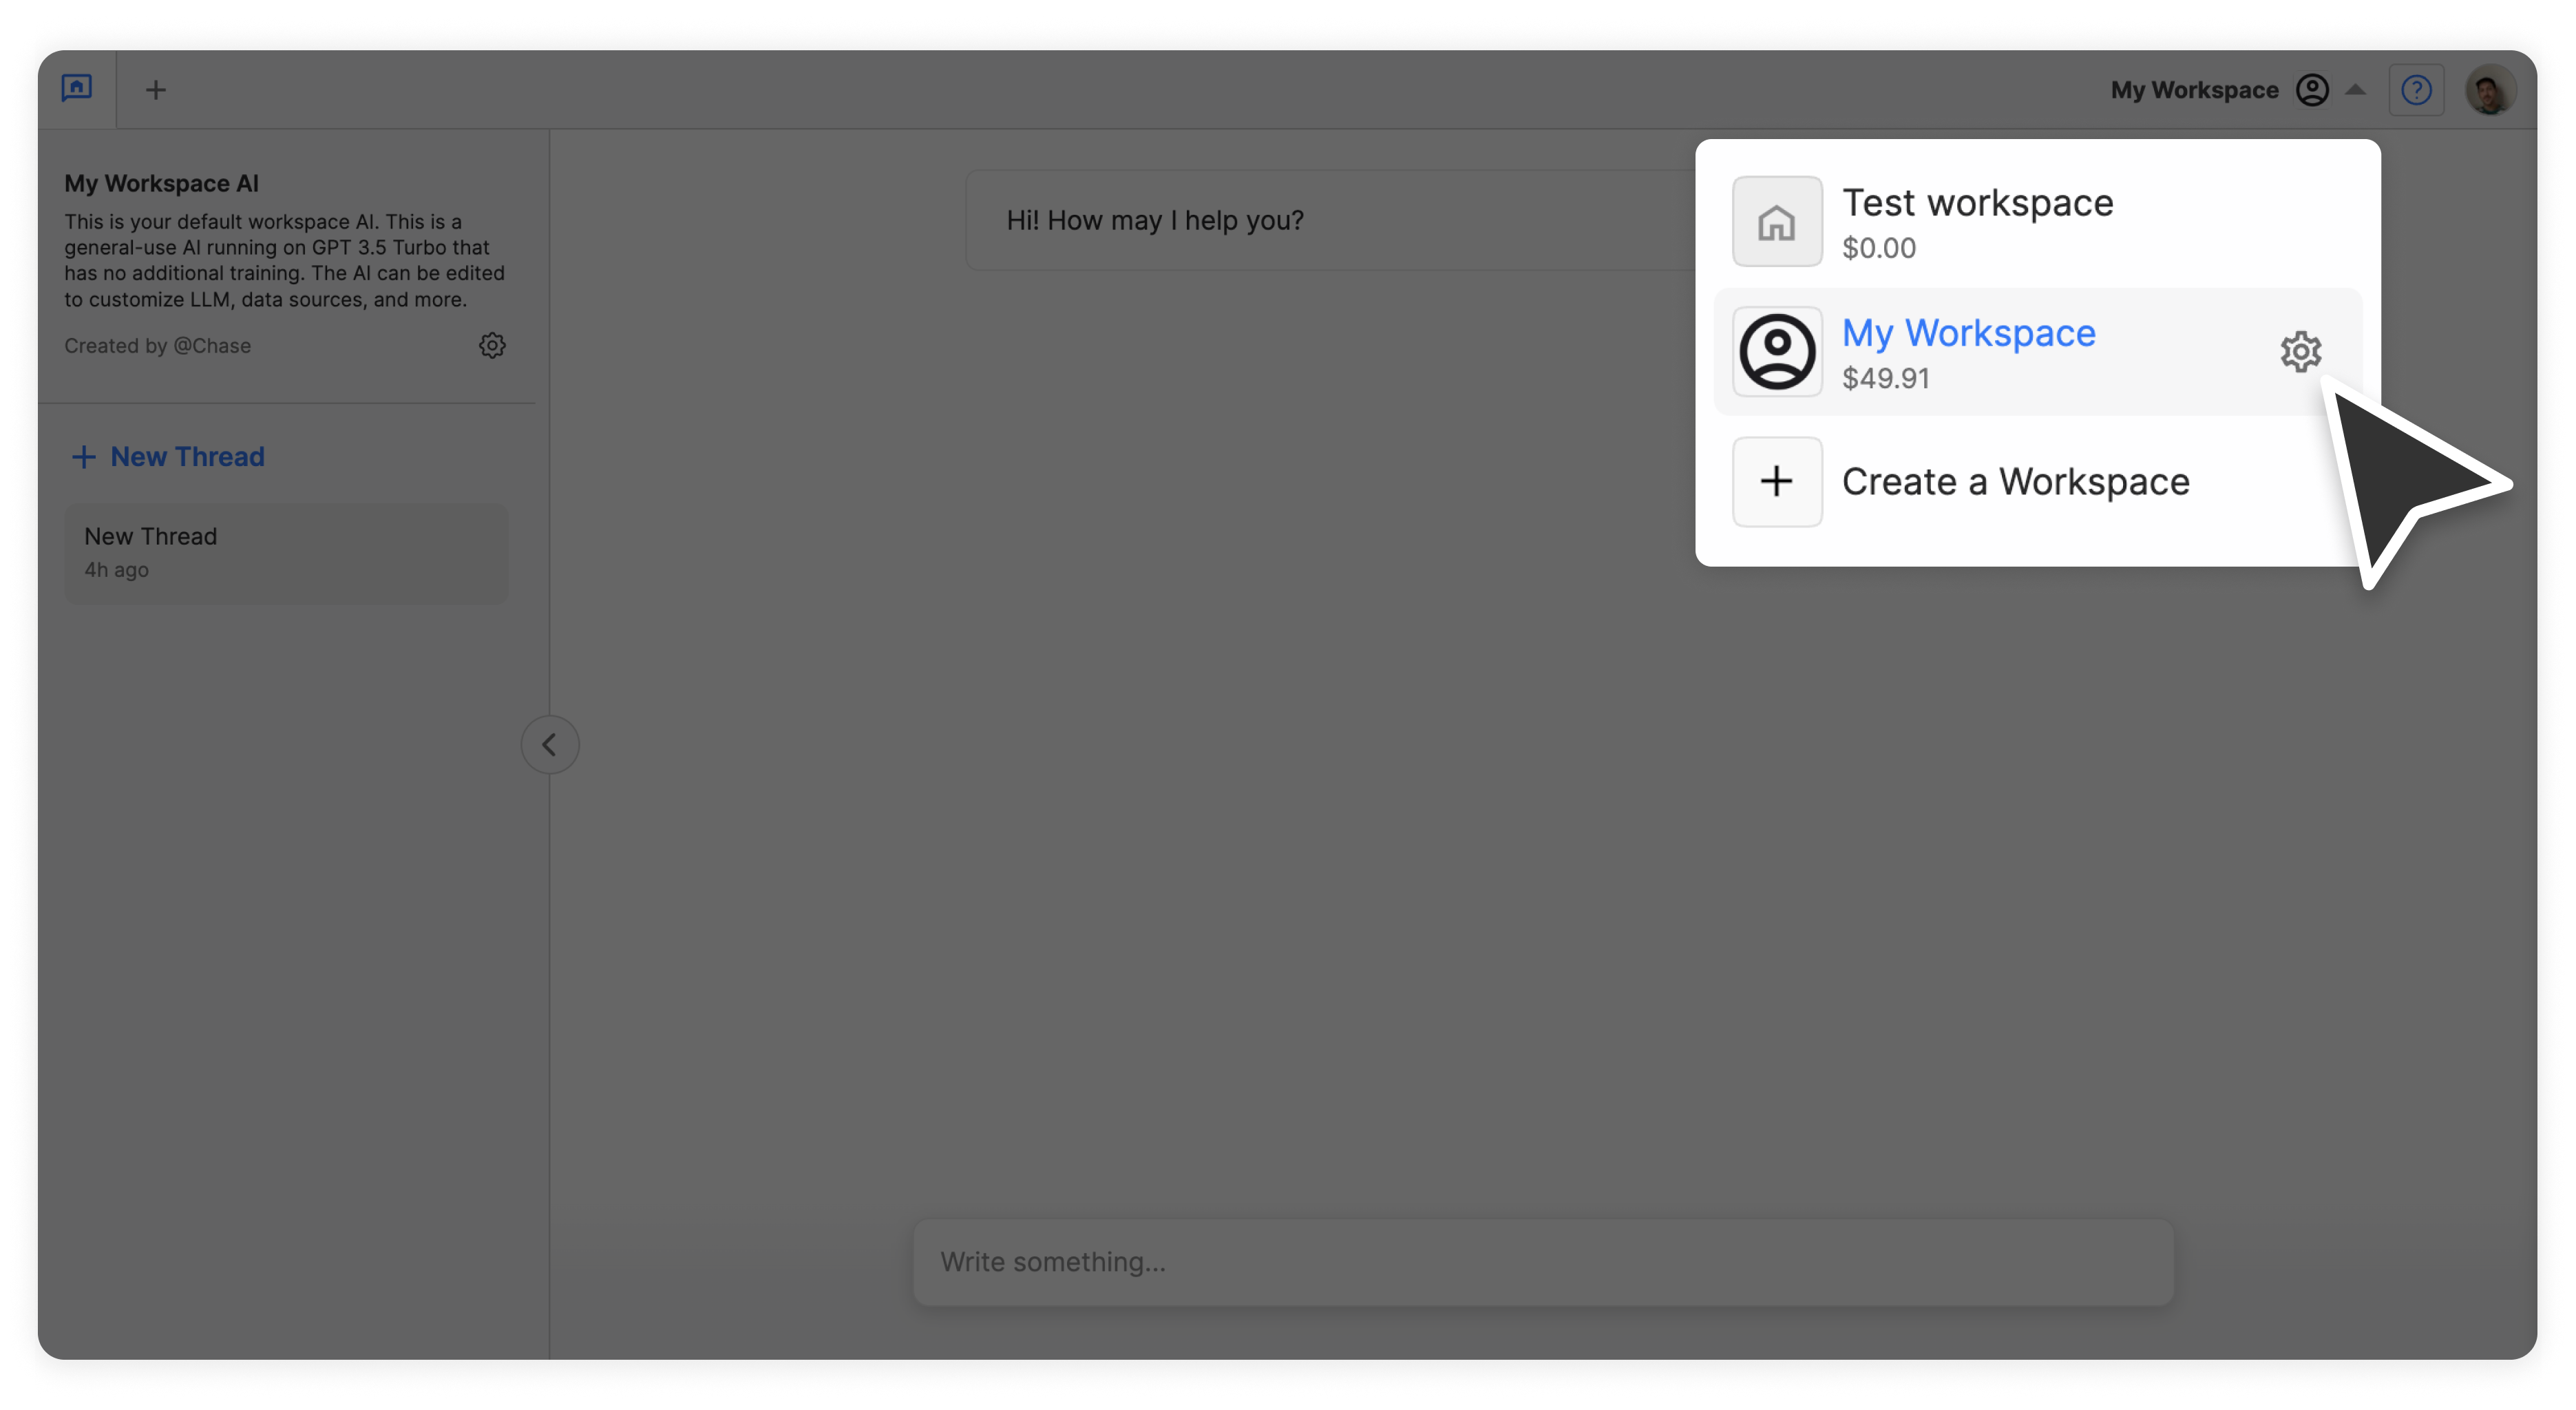 My Workspace
My Workspace AI
This is your default workspace AI. This is a
general-use AI running on GPT 3.5 Turbo that
has no additional training. The AI can be edited
to customize LLM, data sources, and more.
Created by @Chase
New Thread
New Thread
4h ago
Hi! How may I help you?
Test workspace
$0.00
My Workspace
$49.91
Create a Workspace
Write something...